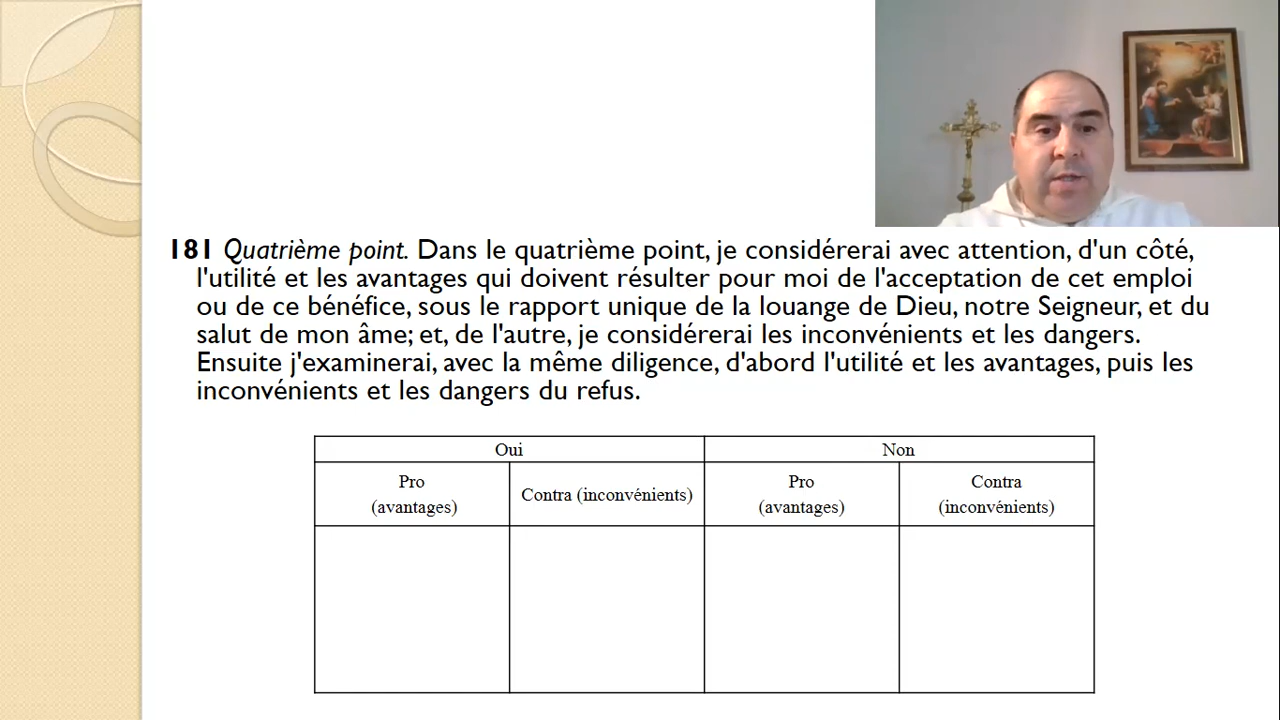 181 Quatrième point. Dans le quatrième point, je considérerai avec attention, d'un côté,
l'utilité et les avantages qui doivent résulter pour moi de l'acceptation de cet emploi
ou de ce bénéfice, sous le rapport unique de la louange de Dieu, notre Seigneur, et du
salut de mon âme; et, de l'autre, je considérerai les inconvénients et les dangers.
Ensuite j'examinerai, avec la même diligence, d'abord l'utilité et les avantages, puis les
inconvénients et les dangers du refus.
Oui
Non
Pro
(avantages)
Contra (inconvénients)
Pro
(avantages)
Contra
(inconvénients)